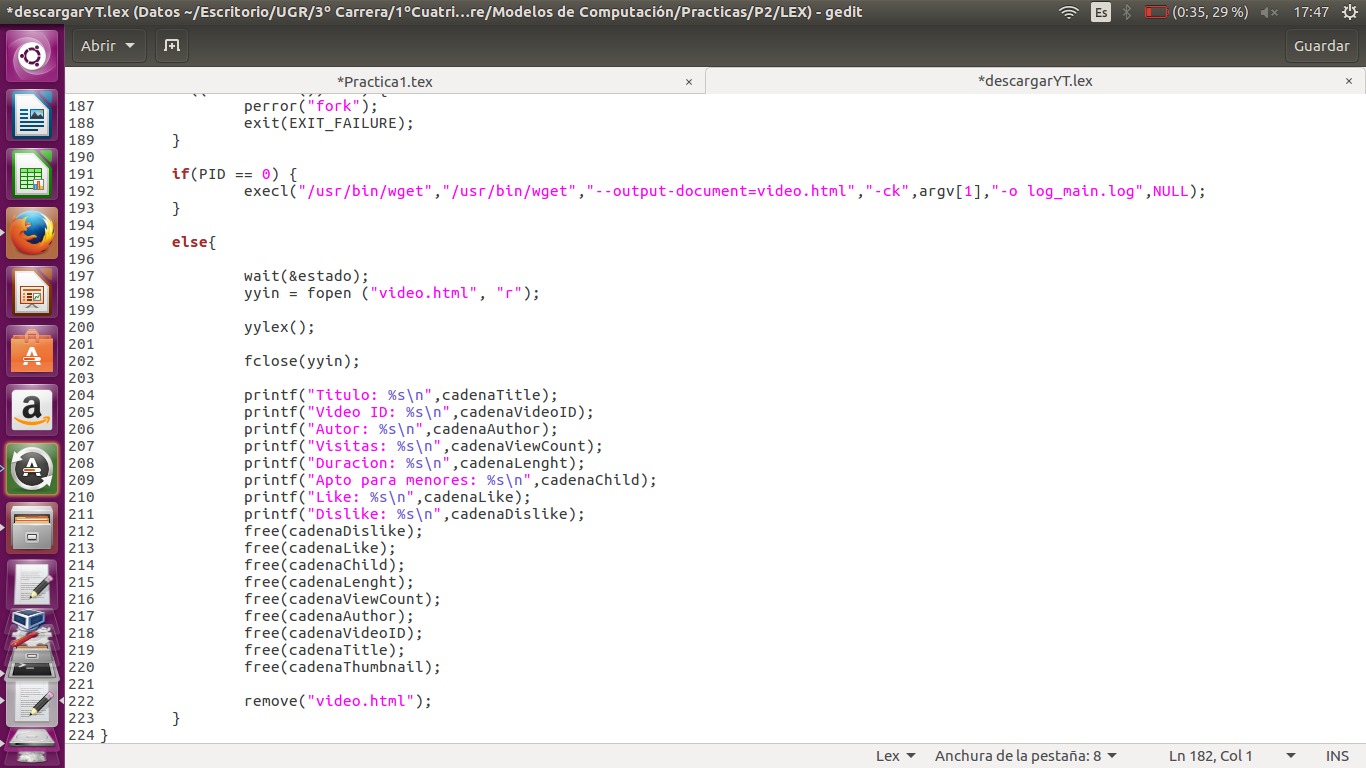 *descargarYT.lex (Datos ~/Escritorio/UGR/3º Carrera/1ºCuatri...re/Modelos de Computación/Practicas/P2/LEX) - gedit
Es
(0:35, 29 %)
17:47
Abrir
Guardar
*Practica1.tex ×
*descargarYT.lex ×
187 perror("fork");
188 exit(EXIT_FAILURE);
189 }
190
191 if(PID == 0) {
192 execl("/usr/bin/wget","/usr/bin/wget","--output-document=video.html","-ck",argv[1],"-o log_main.log",NULL);
193 }
194
195 else{
196
197 wait(&estado);
198 yyin = fopen ("video.html", "r");
199
200 yylex();
201
202 fclose(yyin);
203
204 printf("Titulo: %s\n",cadenaTitle);
205 printf("Video ID: %s\n",cadenaVideoID);
206 printf("Autor: %s\n",cadenaAuthor);
207 printf("Visitas: %s\n",cadenaViewCount);
208 printf("Duracion: %s\n",cadenaLenght);
209 printf("Apto para menores: %s\n",cadenaChild);
210 printf("Like: %s\n",cadenaLike);
211 printf("Dislike: %s\n",cadenaDislike);
212 free(cadenaDislike);
213 free(cadenaLike);
214 free(cadenaChild);
215 free(cadenaLenght);
216 free(cadenaViewCount);
217 free(cadenaAuthor);
218 free(cadenaVideoID);
219 free(cadenaTitle);
220 free(cadenaThumbnail);
221
222 remove("video.html");
223 }
224 }
Lex
Anchura de la pestaña: 8
Ln 182, Col 1
INS